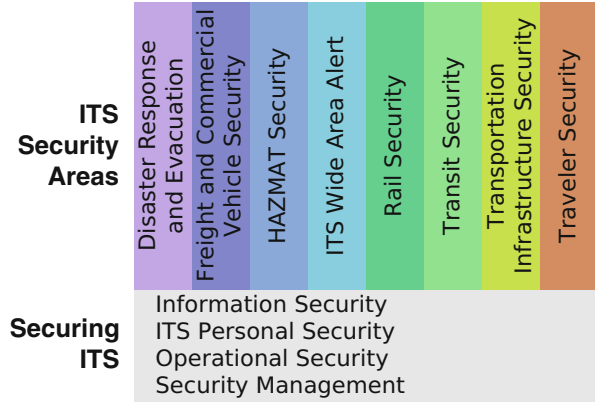 ITS
Security
Areas
Disaster Response
and Evacuation
Freight and Commercial
Vehicle Security
HAZMAT Security
ITS Wide Area Alert
Rail Security
Transit Security
Transportation
Infrastructure Security
Traveler Security
Securing
ITS
Information Security
ITS Personal Security
Operational Security
Security Management